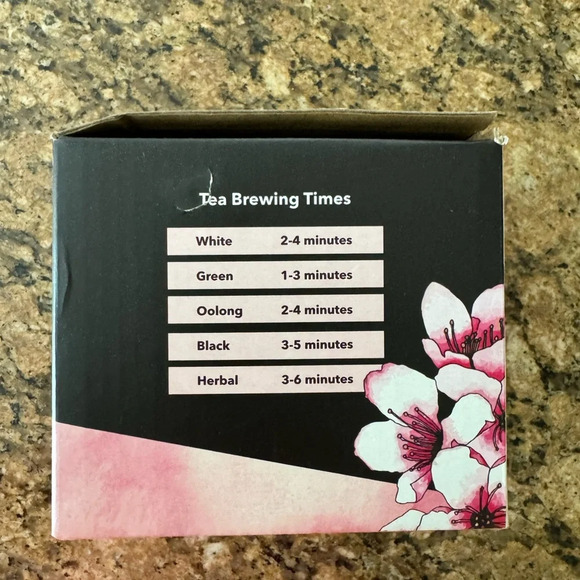 Tea Brewing Times
White 2-4 minutes
Green 1-3 minutes
Oolong 2-4 minutes
Black 3-5 minutes
Herbal 3-6 minutes